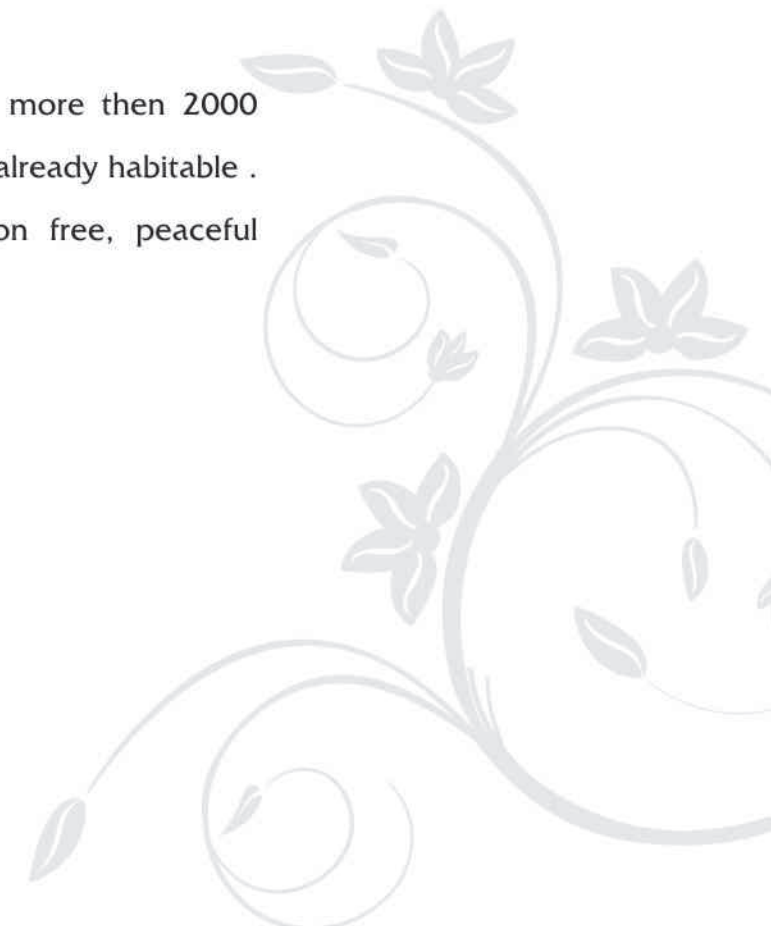 more then 2000
already habitable .
on free, peaceful